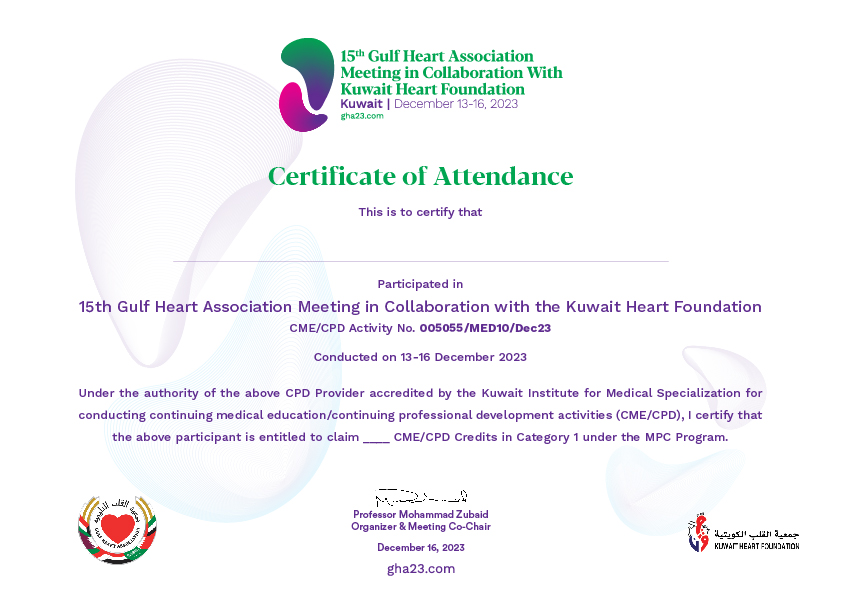 15th Gulf Heart Association
Meeting in Collaboration With
Kuwait Heart Foundation
Kuwait | December 13-16, 2023
gha23.com
Certificate of Attendance
This is to certify that
Participated in
15th Gulf Heart Association Meeting in Collaboration with the Kuwait Heart Foundation
CME/CPD Activity No. 005055/MED10/Dec23
Conducted on 13-16 December 2023
Under the authority of the above CPD Provider accredited by the Kuwait Institute for Medical Specialization for
conducting continuing medical education/continuing professional development activities (CME/CPD), I certify that
the above participant is entitled to claim ____ CME/CPD Credits in Category 1 under the MPC Program.
جمعية القلب الخليجية
GULF HEART ASSOCIATION
Professor Mohammad Zubaid
Organizer & Meeting Co-Chair
December 16, 2023
gha23.com
جمعية القلب الكويتية
KUWAIT HEART FOUNDATION